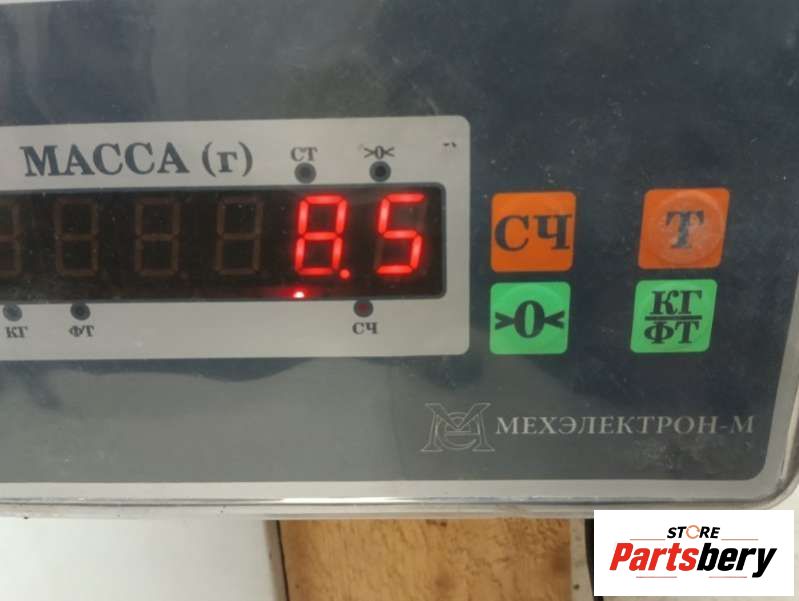 МАССА (г)
СТ
>0<
8.5
КГ
ФТ
СЧ
СЧ
Т
>0<
КГ
ФТ
МЕХЭЛЕКТРОН-М
STORE
Partsbery